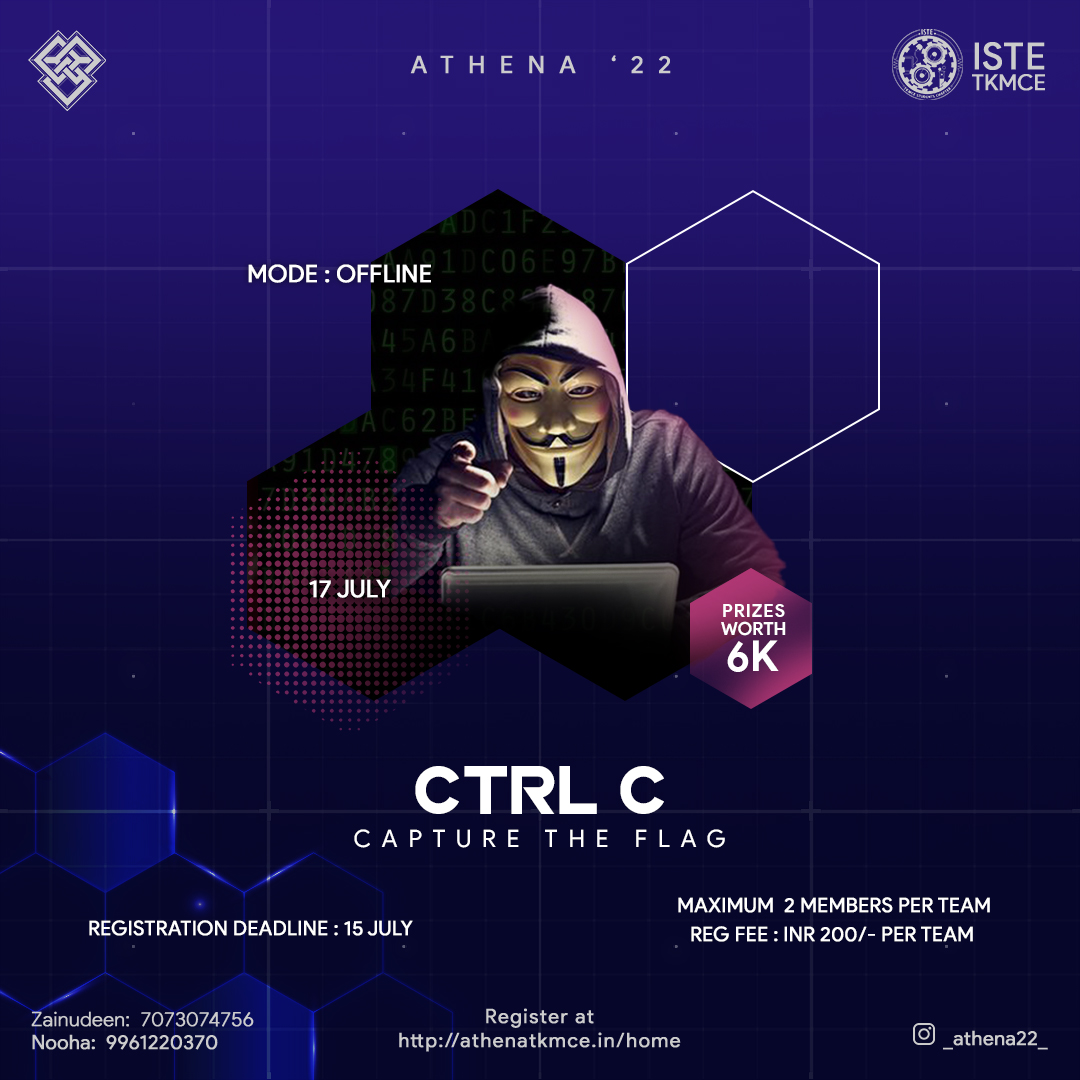 ATHENA ‘22
ISTE
TKMCE
MODE : OFFLINE
17 JULY
PRIZES
WORTH
6K
CTRL C
CAPTURE THE FLAG
REGISTRATION DEADLINE : 15 JULY
MAXIMUM 2 MEMBERS PER TEAM
REG FEE : INR 200/- PER TEAM
Zainudeen: 7073074756
Nooha: 9961220370
Register at
http://athenatkmce.in/home
_athena22_